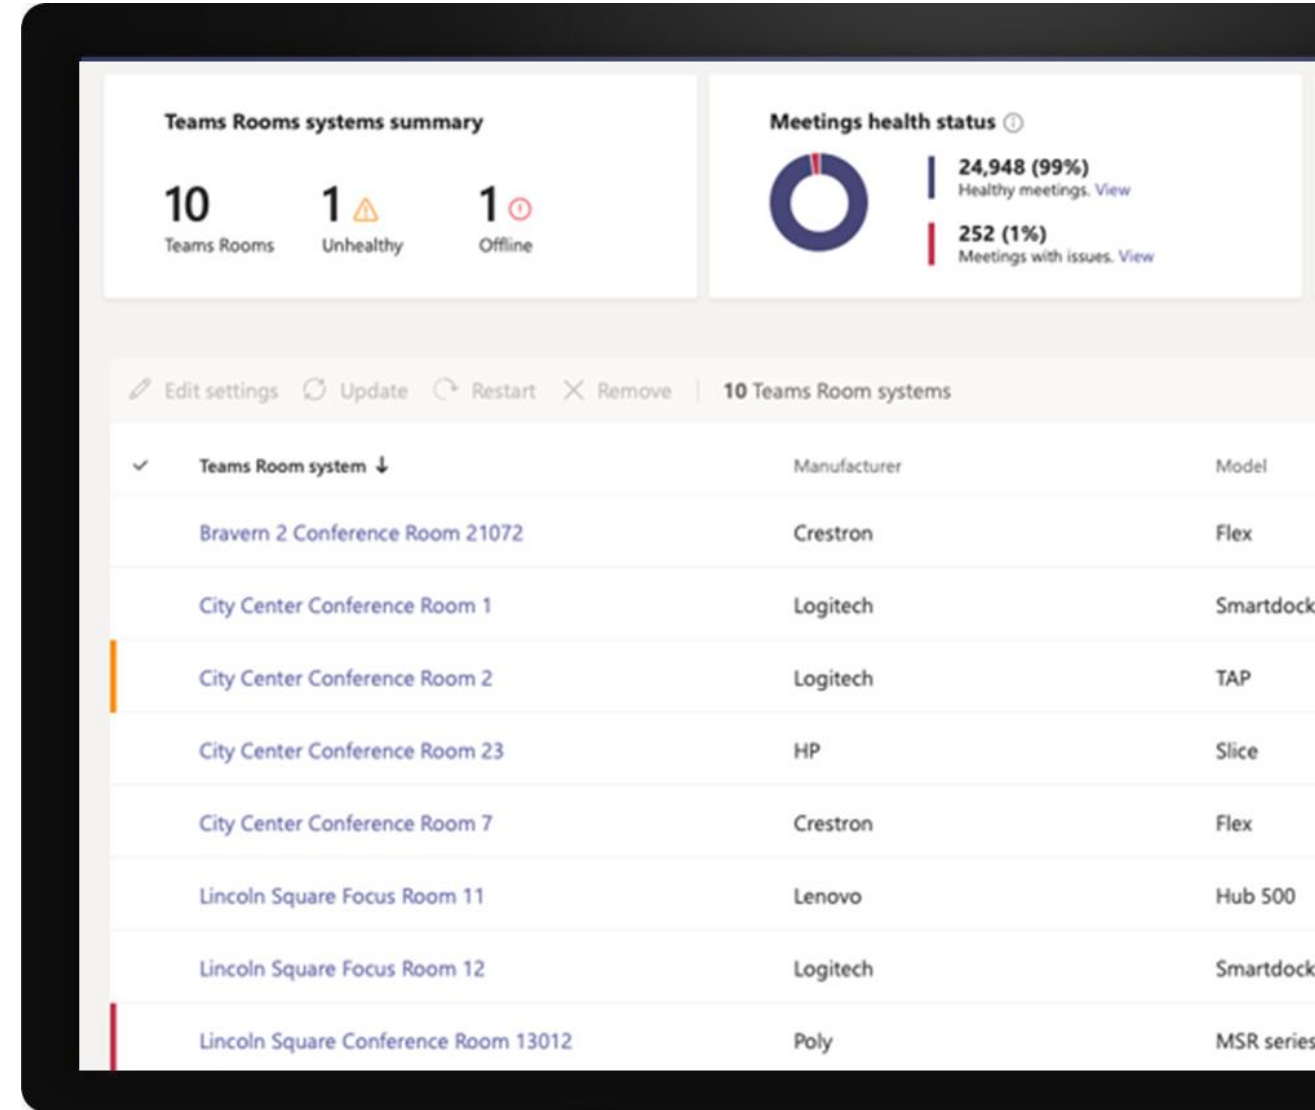 Teams Rooms systems summary
10
Teams Rooms
1
Unhealthy
1
Offline
Meetings health status
24,948 (99%)
Healthy meetings. View
252 (1%)
Meetings with issues. View
Edit settings Update Restart Remove 10 Teams Room systems
Teams Room system ↓ Manufacturer Model
Bravern 2 Conference Room 21072 Crestron Flex
City Center Conference Room 1 Logitech Smartdock
City Center Conference Room 2 Logitech TAP
City Center Conference Room 23 HP Slice
City Center Conference Room 7 Crestron Flex
Lincoln Square Focus Room 11 Lenovo Hub 500
Lincoln Square Focus Room 12 Logitech Smartdock
Lincoln Square Conference Room 13012 Poly MSR series